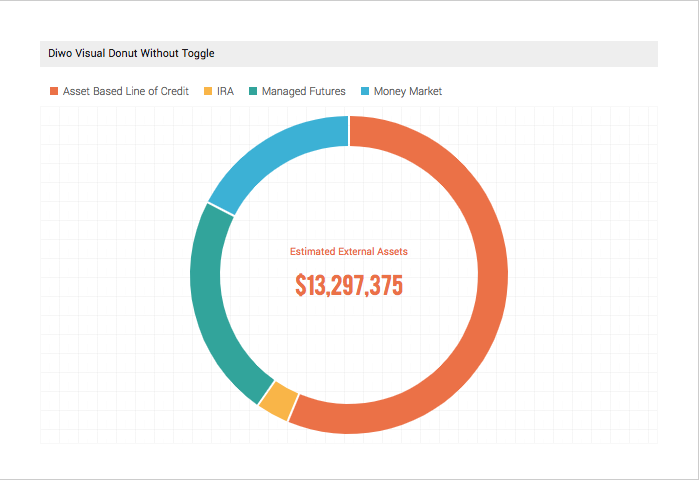 Diwo Visual Donut Without Toggle
Asset Based Line of Credit IRA Managed Futures Money Market
Estimated External Assets
$13,297,375